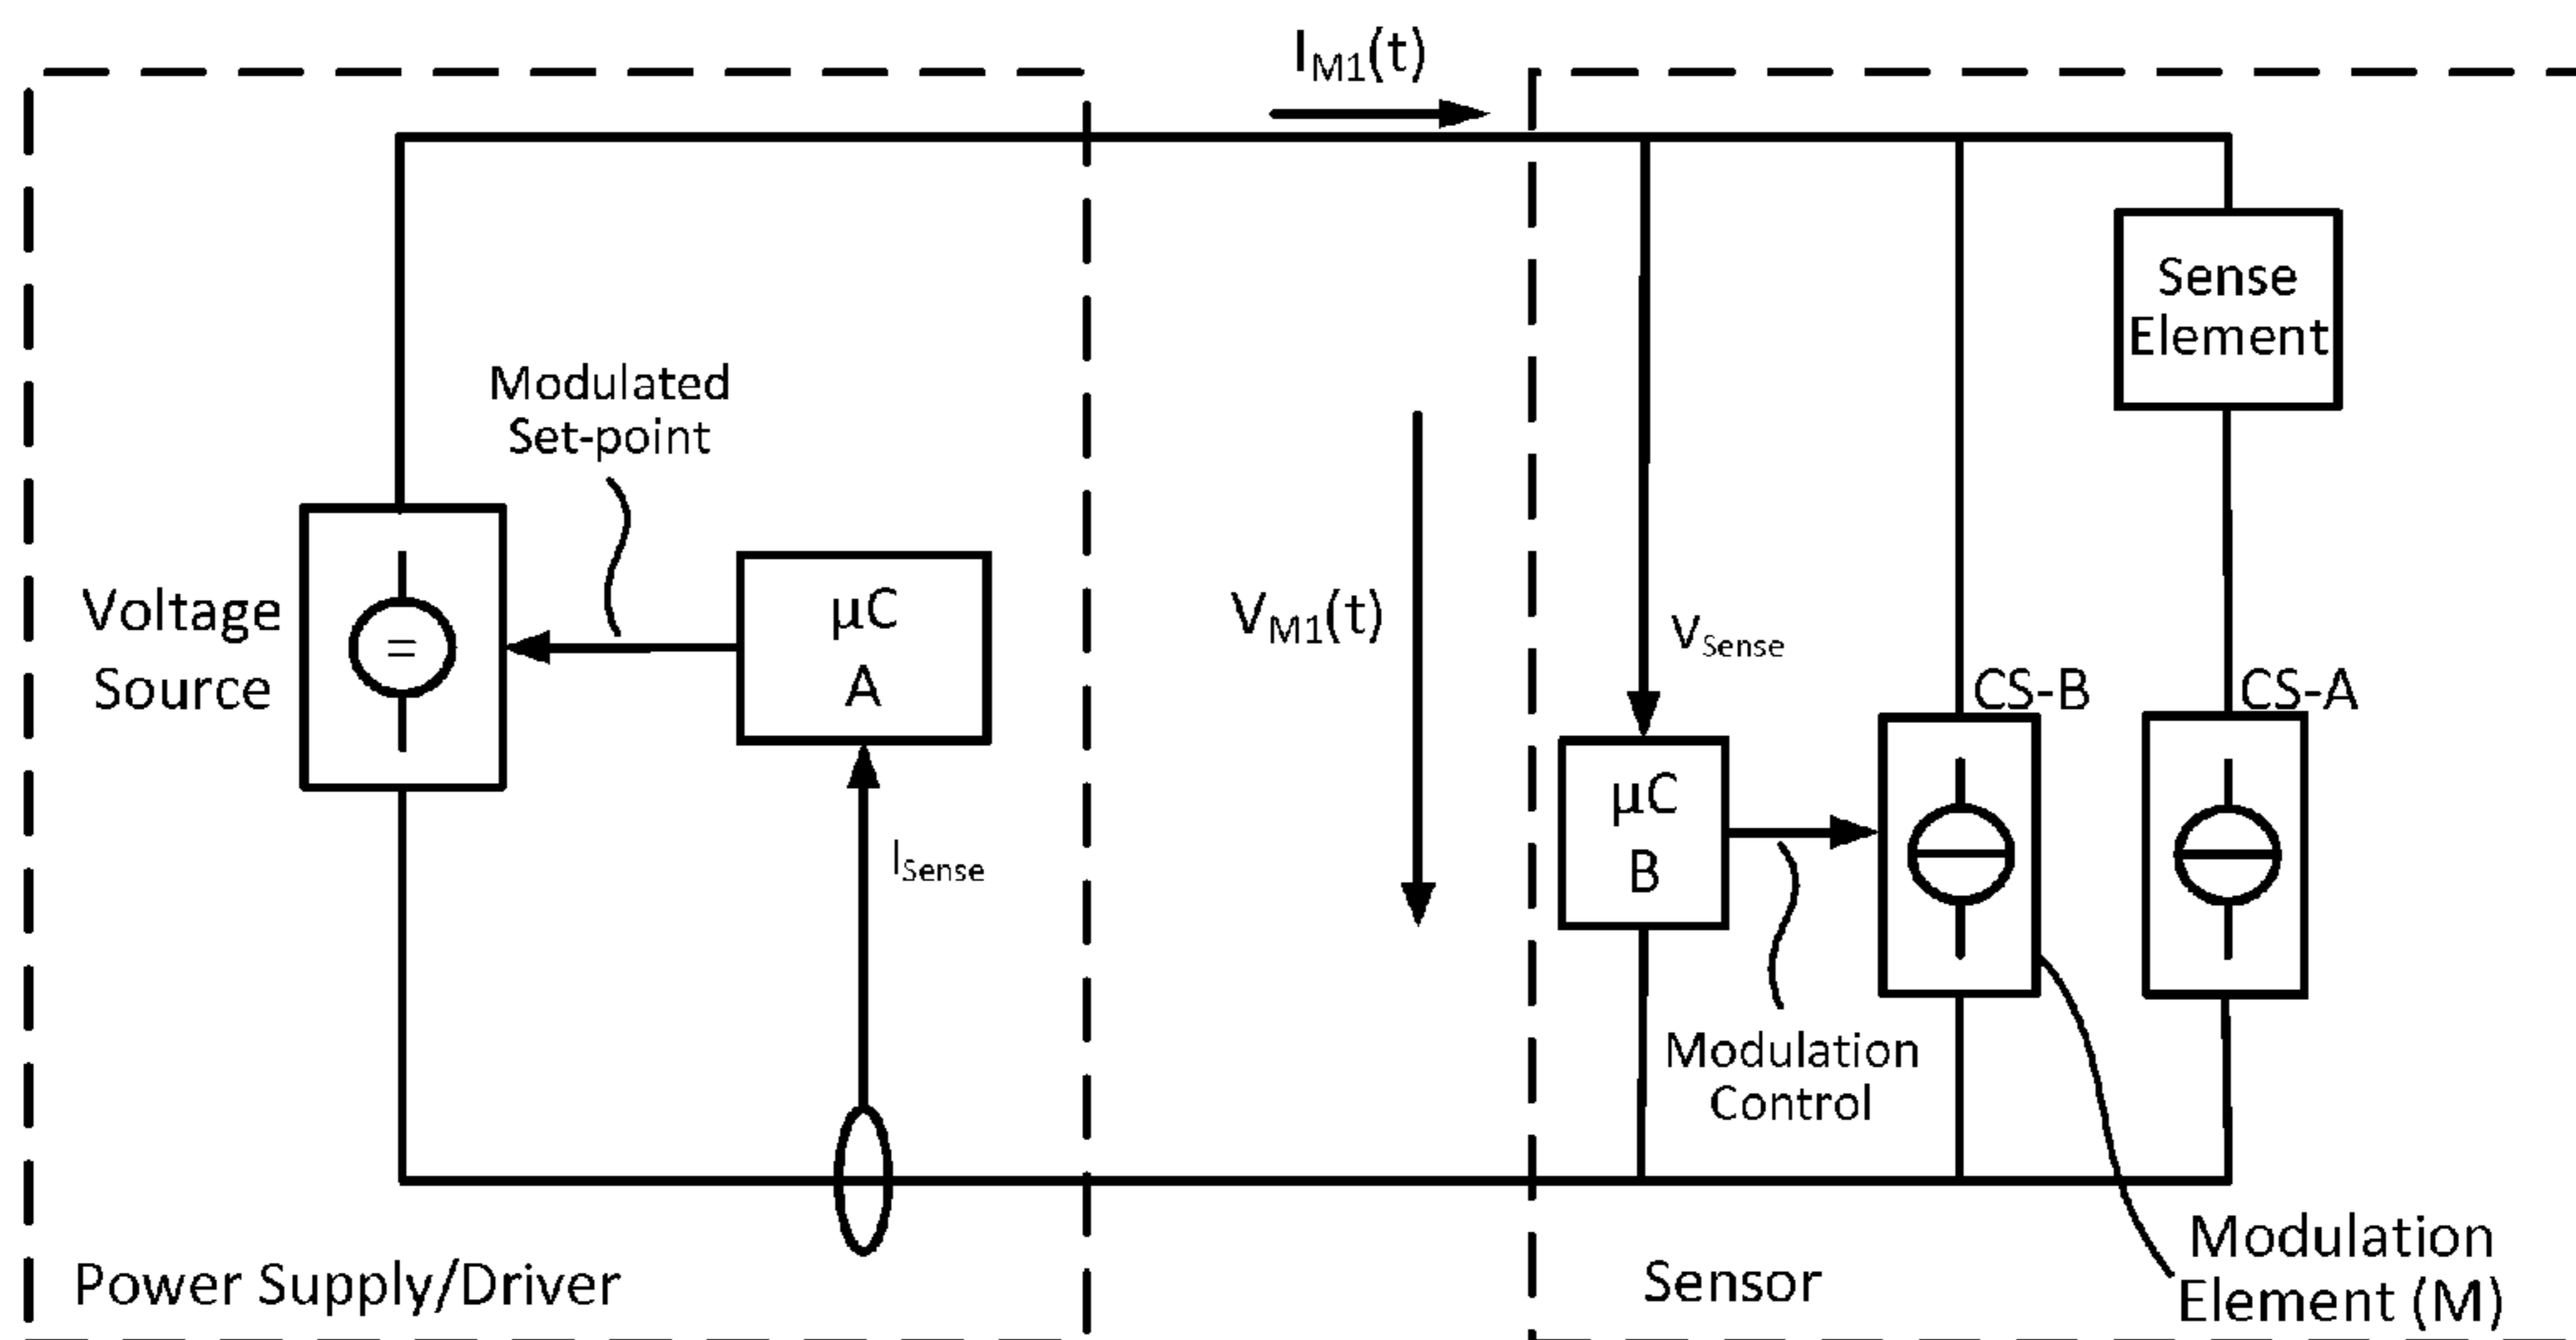 I_M1(t)
Sense
Element
Modulated
Set-point
Voltage
Source
=
μC
A
V_M1(t)
V_Sense
CS-B
CS-A
μC
B
I_Sense
Modulation
Control
Power Supply/Driver
Sensor
Modulation
Element (M)